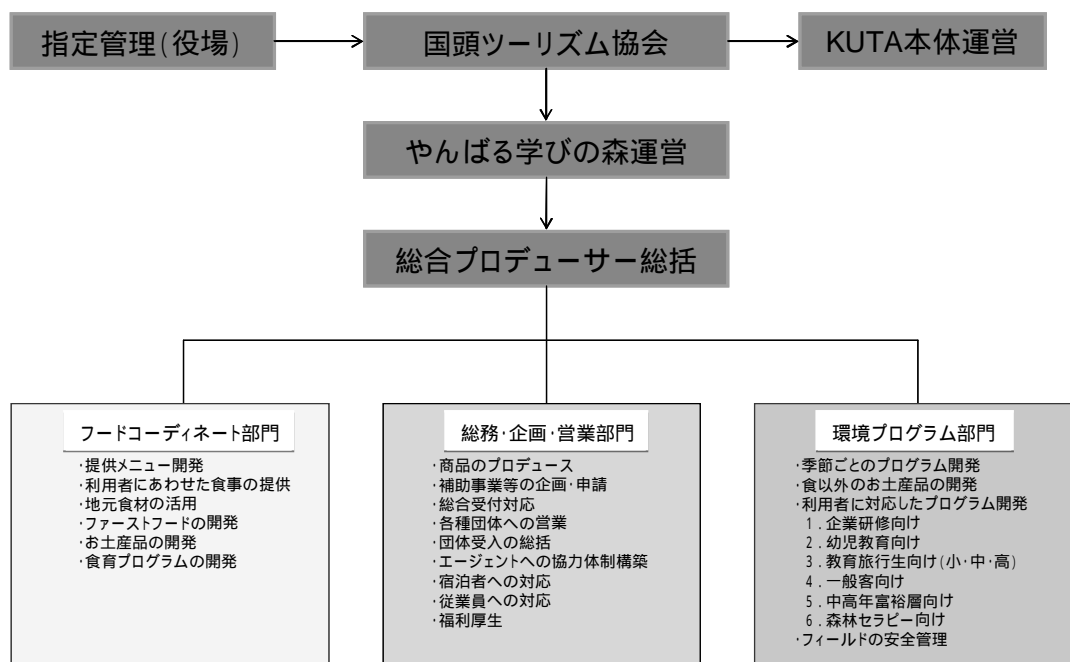 指定管理(役場)
国頭ツーリズム協会
KUTA本体運営
やんばる学びの森運営
総合プロデューサー総括
フードコーディネート部門
・提供メニュー開発
・利用者にあわせた食事の提供
・地元食材の活用
・ファーストフードの開発
・お土産品の開発
・食育プログラムの開発
総務・企画・営業部門
・商品のプロデュース
・補助事業等の企画・申請
・総合受付対応
・各種団体への営業
・団体受入の総括
・エージェントへの協力体制構築
・宿泊者への対応
・従業員への対応
・福利厚生
環境プログラム部門
・季節ごとのプログラム開発
・食以外のお土産品の開発
・利用者に対応したプログラム開発
1．企業研修向け
2．幼児教育向け
3．教育旅行生向け(小・中・高)
4．一般客向け
5．中高年富裕層向け
6．森林セラピー向け
・フィールドの安全管理